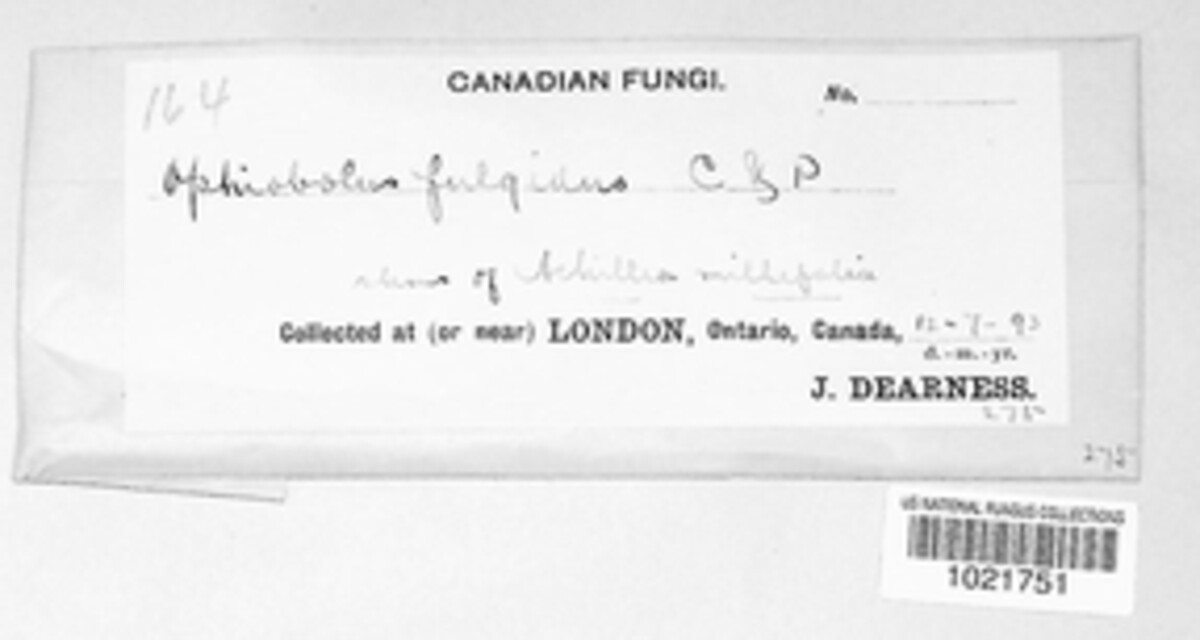 164
CANADIAN FUNGI.
No.
Ophiobolus fulgidus C & P
of Achillea millefolia
Collected at (or near) LONDON, Ontario, Canada,
d.-m.-yr.
J. DEARNESS.
US NATIONAL FUNGUS COLLECTIONS
1021751